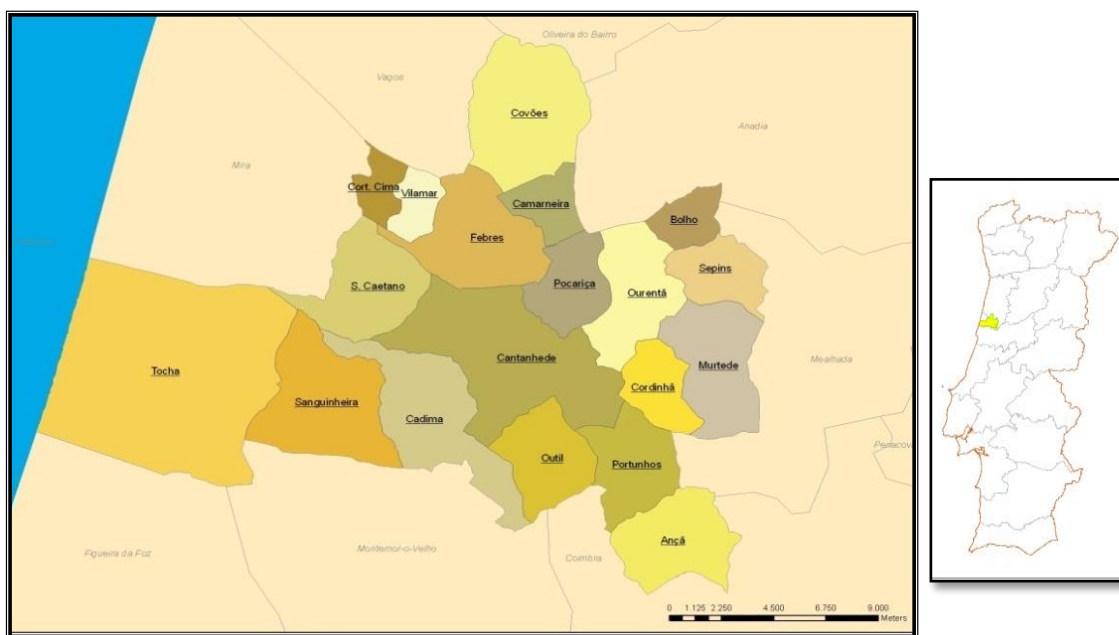 Oliveira do Bairro
Vagos
Covões
Anadia
Mira
Cort. Cima
Vilamar
Camarneira
Bolho
Febres
Sepins
S. Caetano
Pocariça
Ourentã
Cantanhede
Mealhada
Tocha
Murtede
Cordinhã
Sanguinheira
Cadima
Penacova
Outil
Portunhos
Ançã
Figueira da Foz
Montemor-o-Velho
Coimbra
0 1.125 2.250 4.500 6.750 9.000
Meters